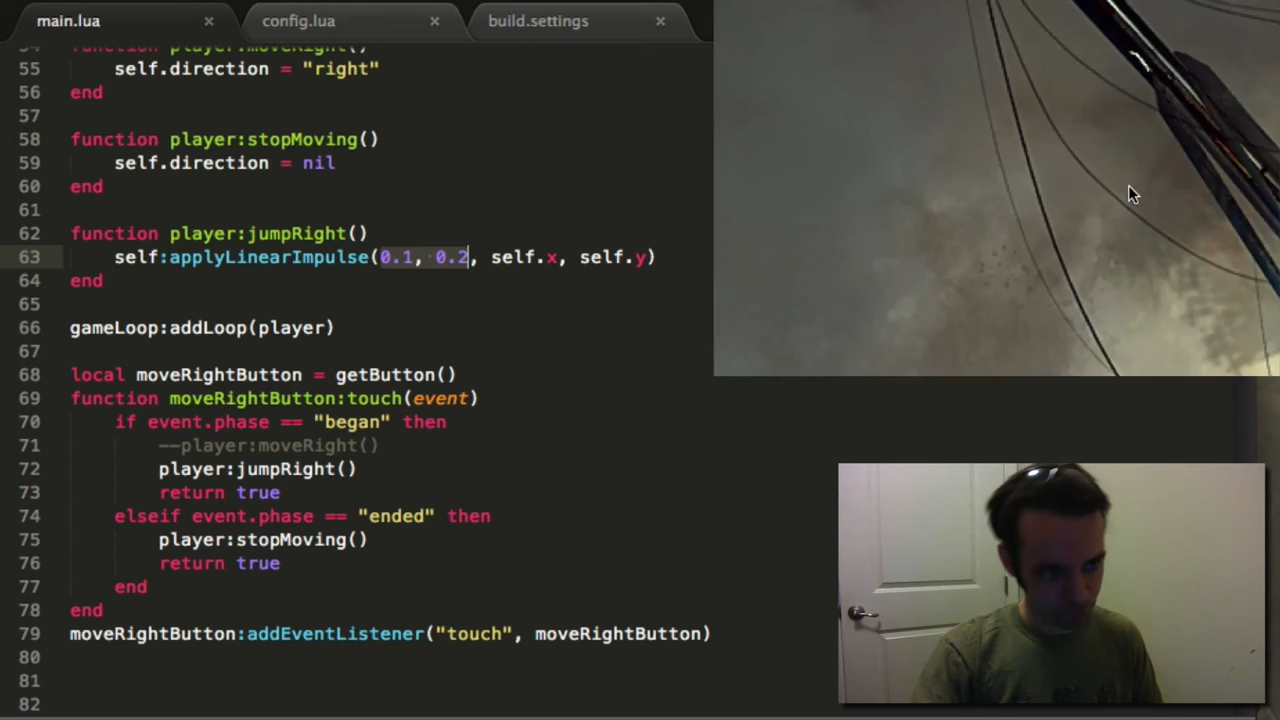 main.lua × config.lua × build.settings ×
54 function player:moveRight()
55 self.direction = "right"
56 end
57
58 function player:stopMoving()
59 self.direction = nil
60 end
61
62 function player:jumpRight()
63 self:applyLinearImpulse(0.1, 0.2, self.x, self.y)
64 end
65
66 gameLoop:addLoop(player)
67
68 local moveRightButton = getButton()
69 function moveRightButton:touch(event)
70 if event.phase == "began" then
71 --player:moveRight()
72 player:jumpRight()
73 return true
74 elseif event.phase == "ended" then
75 player:stopMoving()
76 return true
77 end
78 end
79 moveRightButton:addEventListener("touch", moveRightButton)
80
81
82